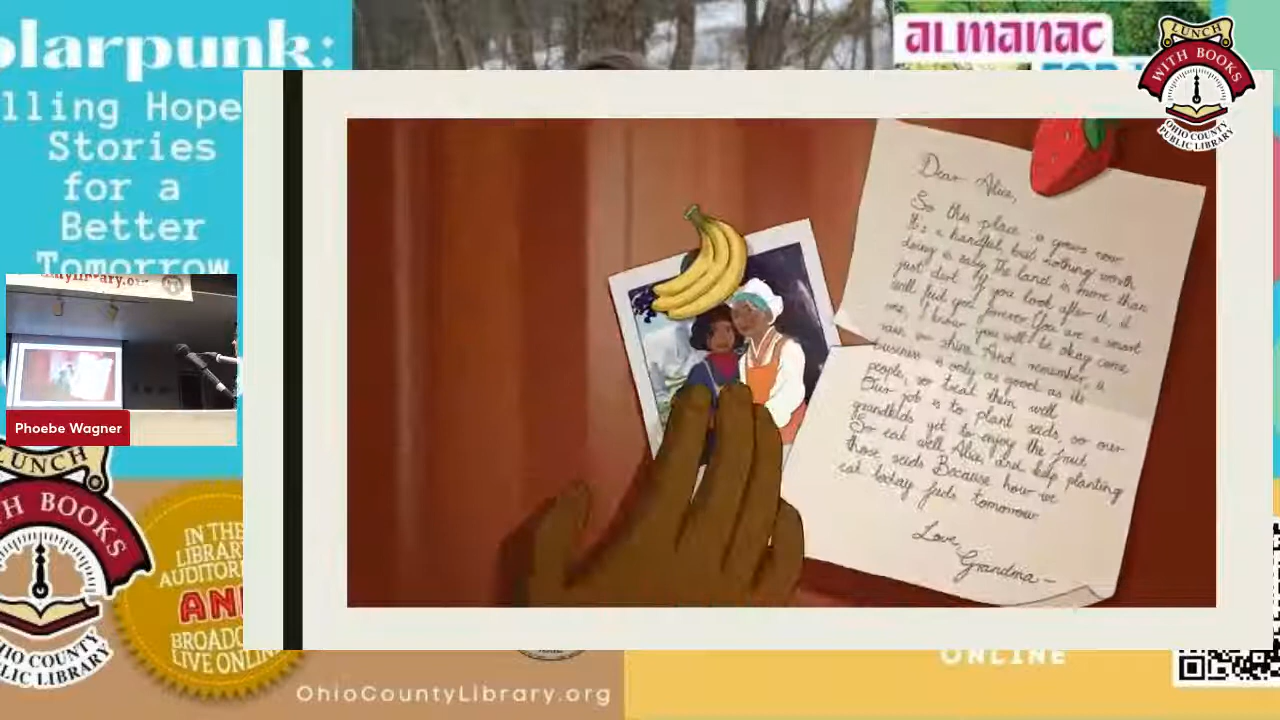 olarpunk:
lling Hope
Stories
for a
Better
Tomorrow
almanac
FOR
LUNCH
WITH BOOKS
OHIO COUNTY
PUBLIC LIBRARY
Dear Alice,
So this place is yours now
It's a handful, but nothing worth
doing is easy. The land is more than
just dirt. If you look after it, it
will feed you forever. You are a smart
one, I know you will be okay come
rain or shine. And remember, a
business is only as good as its
people, so treat them well
Our job is to plant seeds, so our
grandkids get to enjoy the fruit.
So eat well, Alice, and keep planting
those seeds Because how we
eat today feeds tomorrow
Love,
Grandma
Phoebe Wagner
LUNCH
H BOOKS
HIO COUNTY
BLIC LIBRARY
IN THE
LIBRARY
AUDITOR
AN
BROADC
LIVE ONLIN
OhioCountyLibrary.org
ONLINE